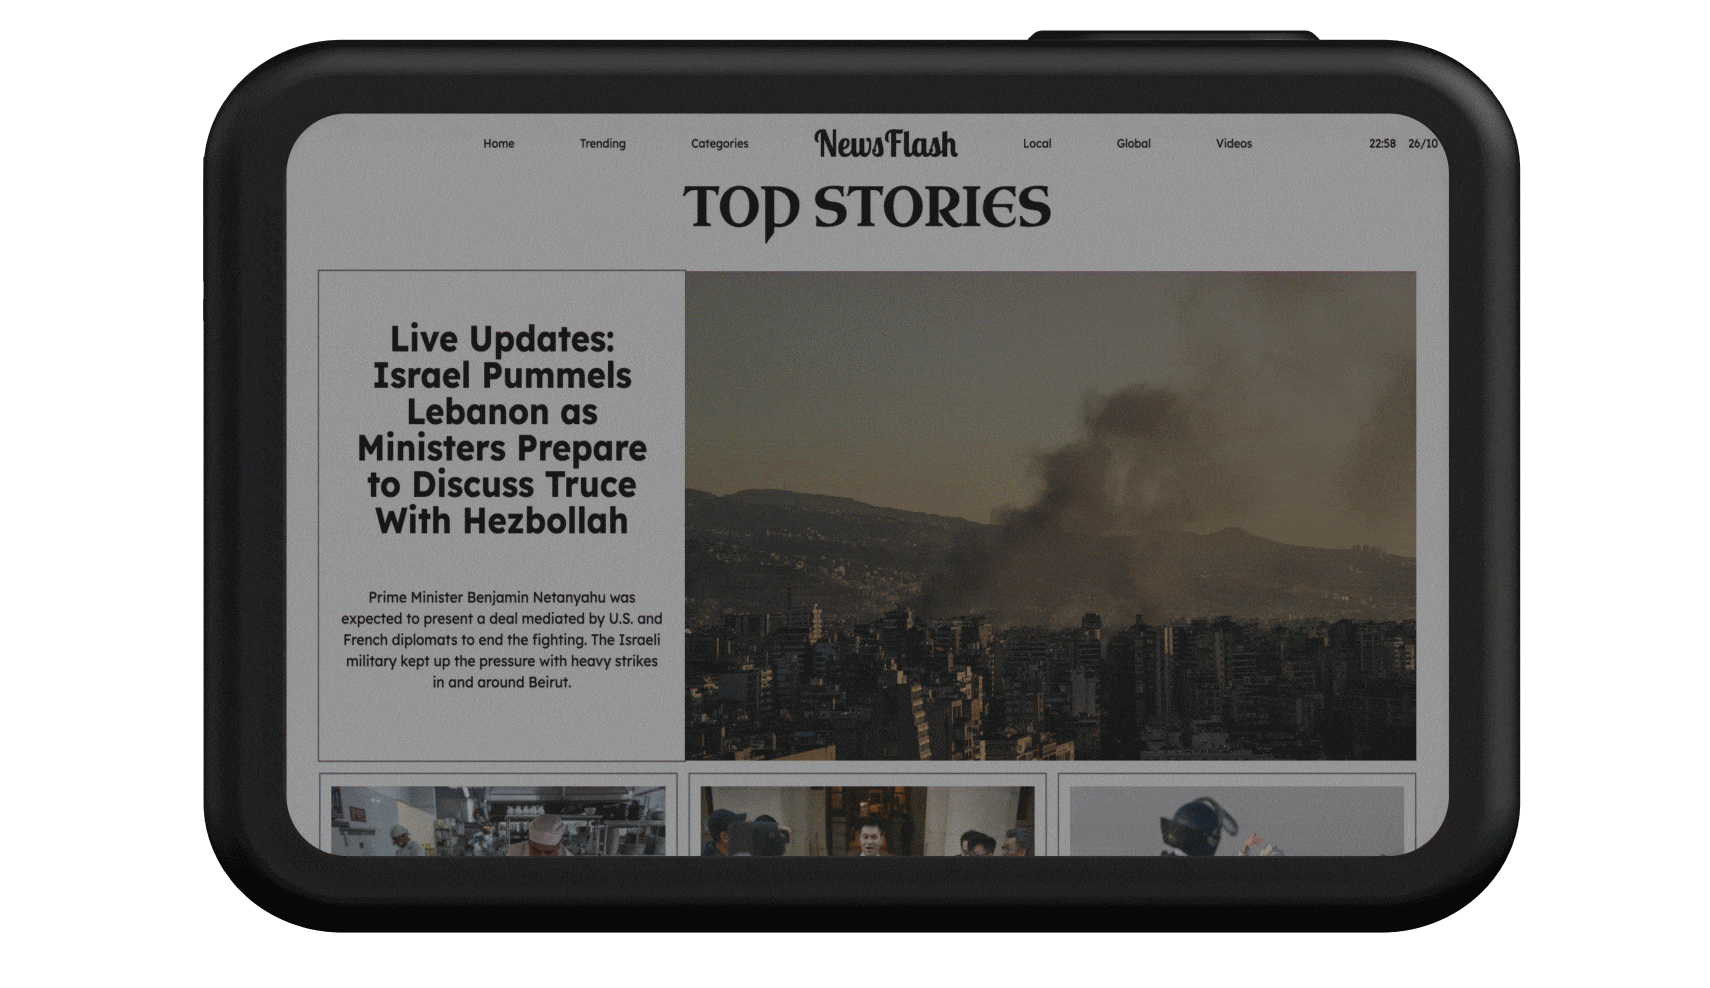 Home Trending Categories NewsFlash Local Global Videos 22:58 26/10
TOP STORIES
Live Updates:
Israel Pummels
Lebanon as
Ministers Prepare
to Discuss Truce
With Hezbollah
Prime Minister Benjamin Netanyahu was
expected to present a deal mediated by U.S. and
French diplomats to end the fighting. The Israeli
military kept up the pressure with heavy strikes
in and around Beirut.